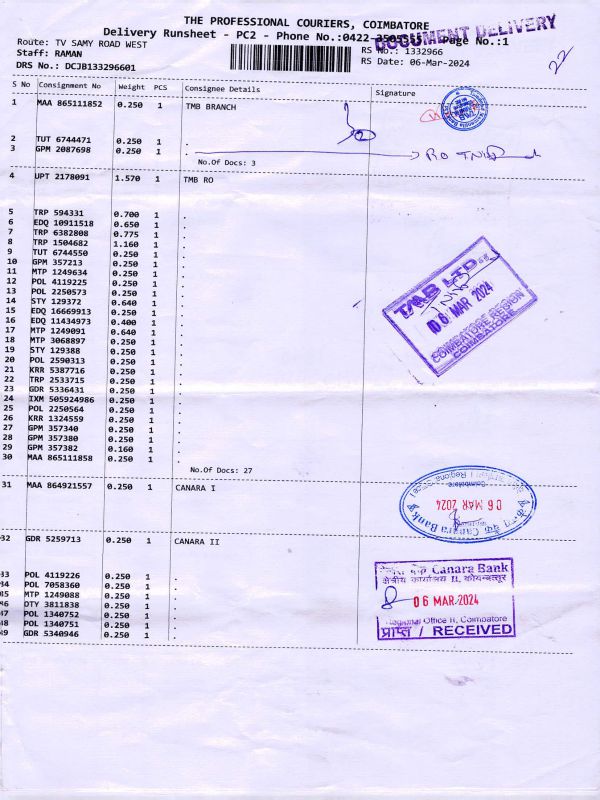 THE PROFESSIONAL COURIERS, COIMBATORE
DOCUMENT DELIVERY
Delivery Runsheet - PC2 - Phone No.:0422- Page No.:1
Route: TV SAMY ROAD WEST RS No.: 1332966
Staff: RAMAN RS Date: 06-Mar-2024
DRS No.: DCJB133296601
22
S No Consignment No Weight PCS Consignee Details Signature
1 MAA 865111852 0.250 1 TMB BRANCH
2 TUT 6744471 0.250 1 .
3 GPM 2087698 0.250 1 .
No.Of Docs: 3
4 UPT 2178091 1.570 1 TMB RO
5 TRP 594331 0.700 1 .
6 EDQ 10911518 0.650 1 .
7 TRP 6382808 0.775 1 .
8 TRP 1504682 1.160 1 .
9 TUT 6744550 0.250 1 .
10 GPM 357213 0.250 1 .
11 MTP 1249634 0.250 1 .
12 POL 4119225 0.250 1 .
13 POL 2250573 0.250 1 .
14 STY 129372 0.640 1 .
15 EDQ 16669913 0.250 1 .
16 EDQ 11434973 0.400 1 .
17 MTP 1249091 0.640 1 .
18 MTP 3068897 0.250 1 .
19 STY 129388 0.250 1 .
20 POL 2590313 0.250 1 .
21 KRR 5387716 0.250 1 .
22 TRP 2533715 0.250 1 .
23 GDR 5336431 0.250 1 .
24 IXM 505924986 0.250 1 .
25 POL 2250564 0.250 1 .
26 KRR 1324559 0.250 1 .
27 GPM 357340 0.250 1 .
28 GPM 357380 0.250 1 .
29 GPM 357382 0.160 1 .
30 MAA 865111858 0.250 1 .
No.Of Docs: 27
06 MAR 2024
COIMBATORE REGION
COIMBATORE
31 MAA 864921557 0.250 1 CANARA I
Canara Bank
06 MAR 2024
32 GDR 5259713 0.250 1 CANARA II
33 POL 4119226 0.250 1 .
34 POL 7058360 0.250 1 .
35 MTP 1249088 0.250 1 .
46 DTY 3811838 0.250 1 .
47 POL 1340752 0.250 1 .
48 POL 1340751 0.250 1 .
49 GDR 5340946 0.250 1 .
केनरा बैंक Canara Bank
क्षेत्रीय कार्यालय II, कोयम्बत्तूर
06 MAR 2024
Regional Office II, Coimbatore
प्राप्त / RECEIVED